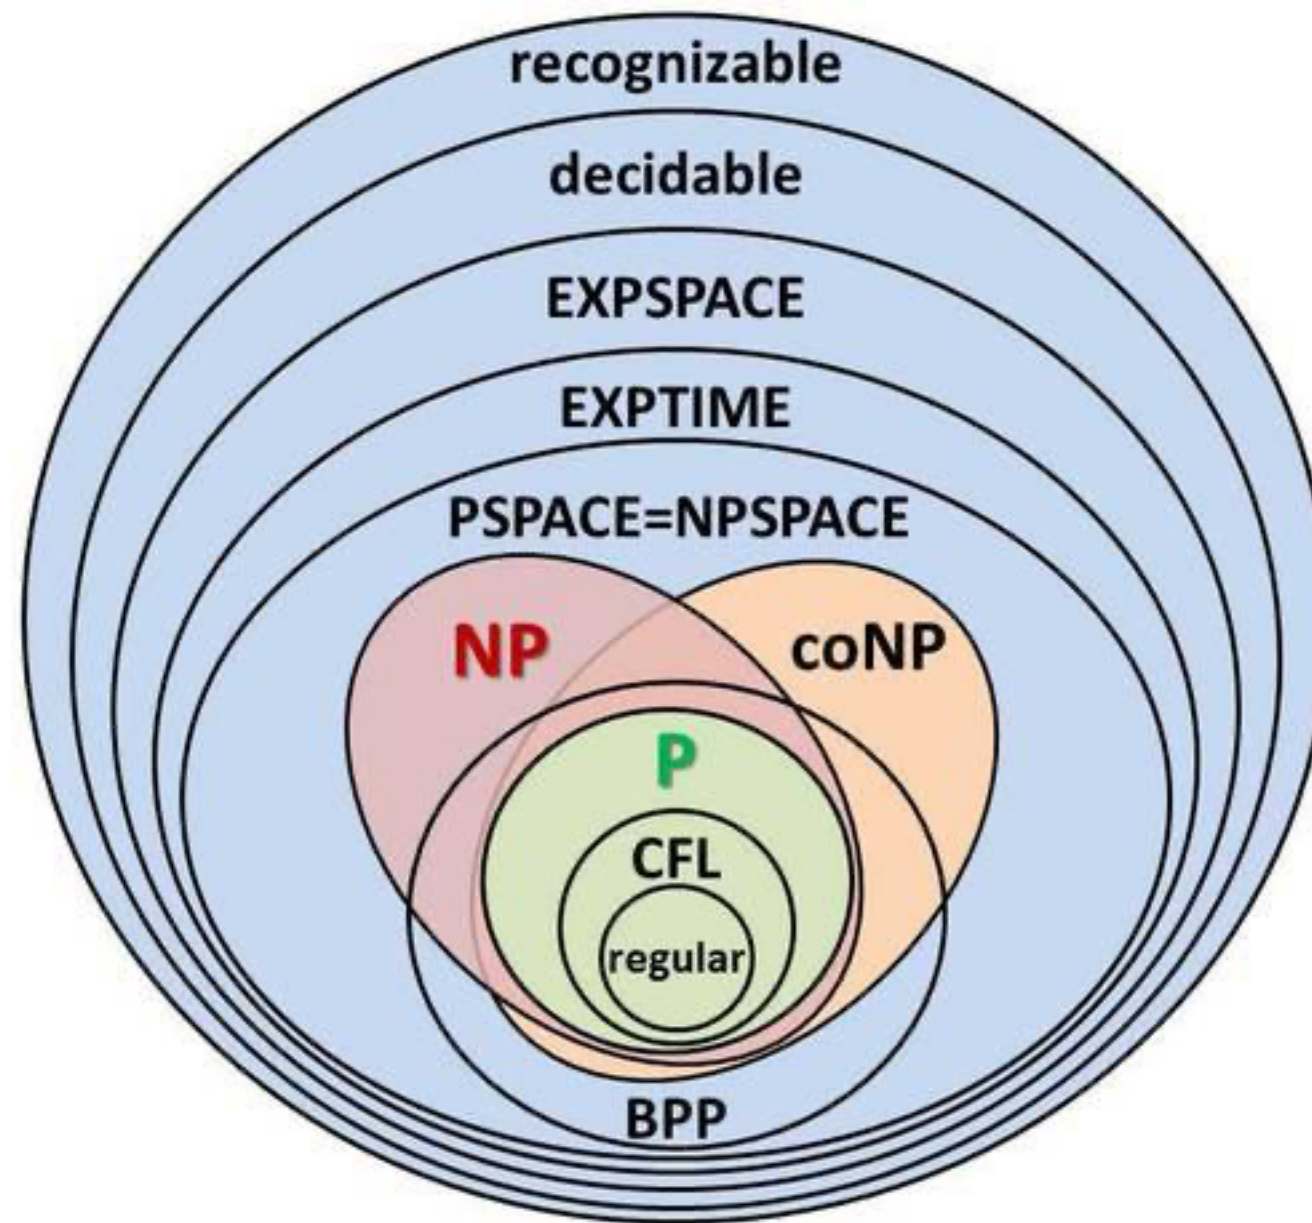 recognizable
decidable
EXPSPACE
EXPTIME
PSPACE=NPSPACE
NP
coNP
P
CFL
regular
BPP